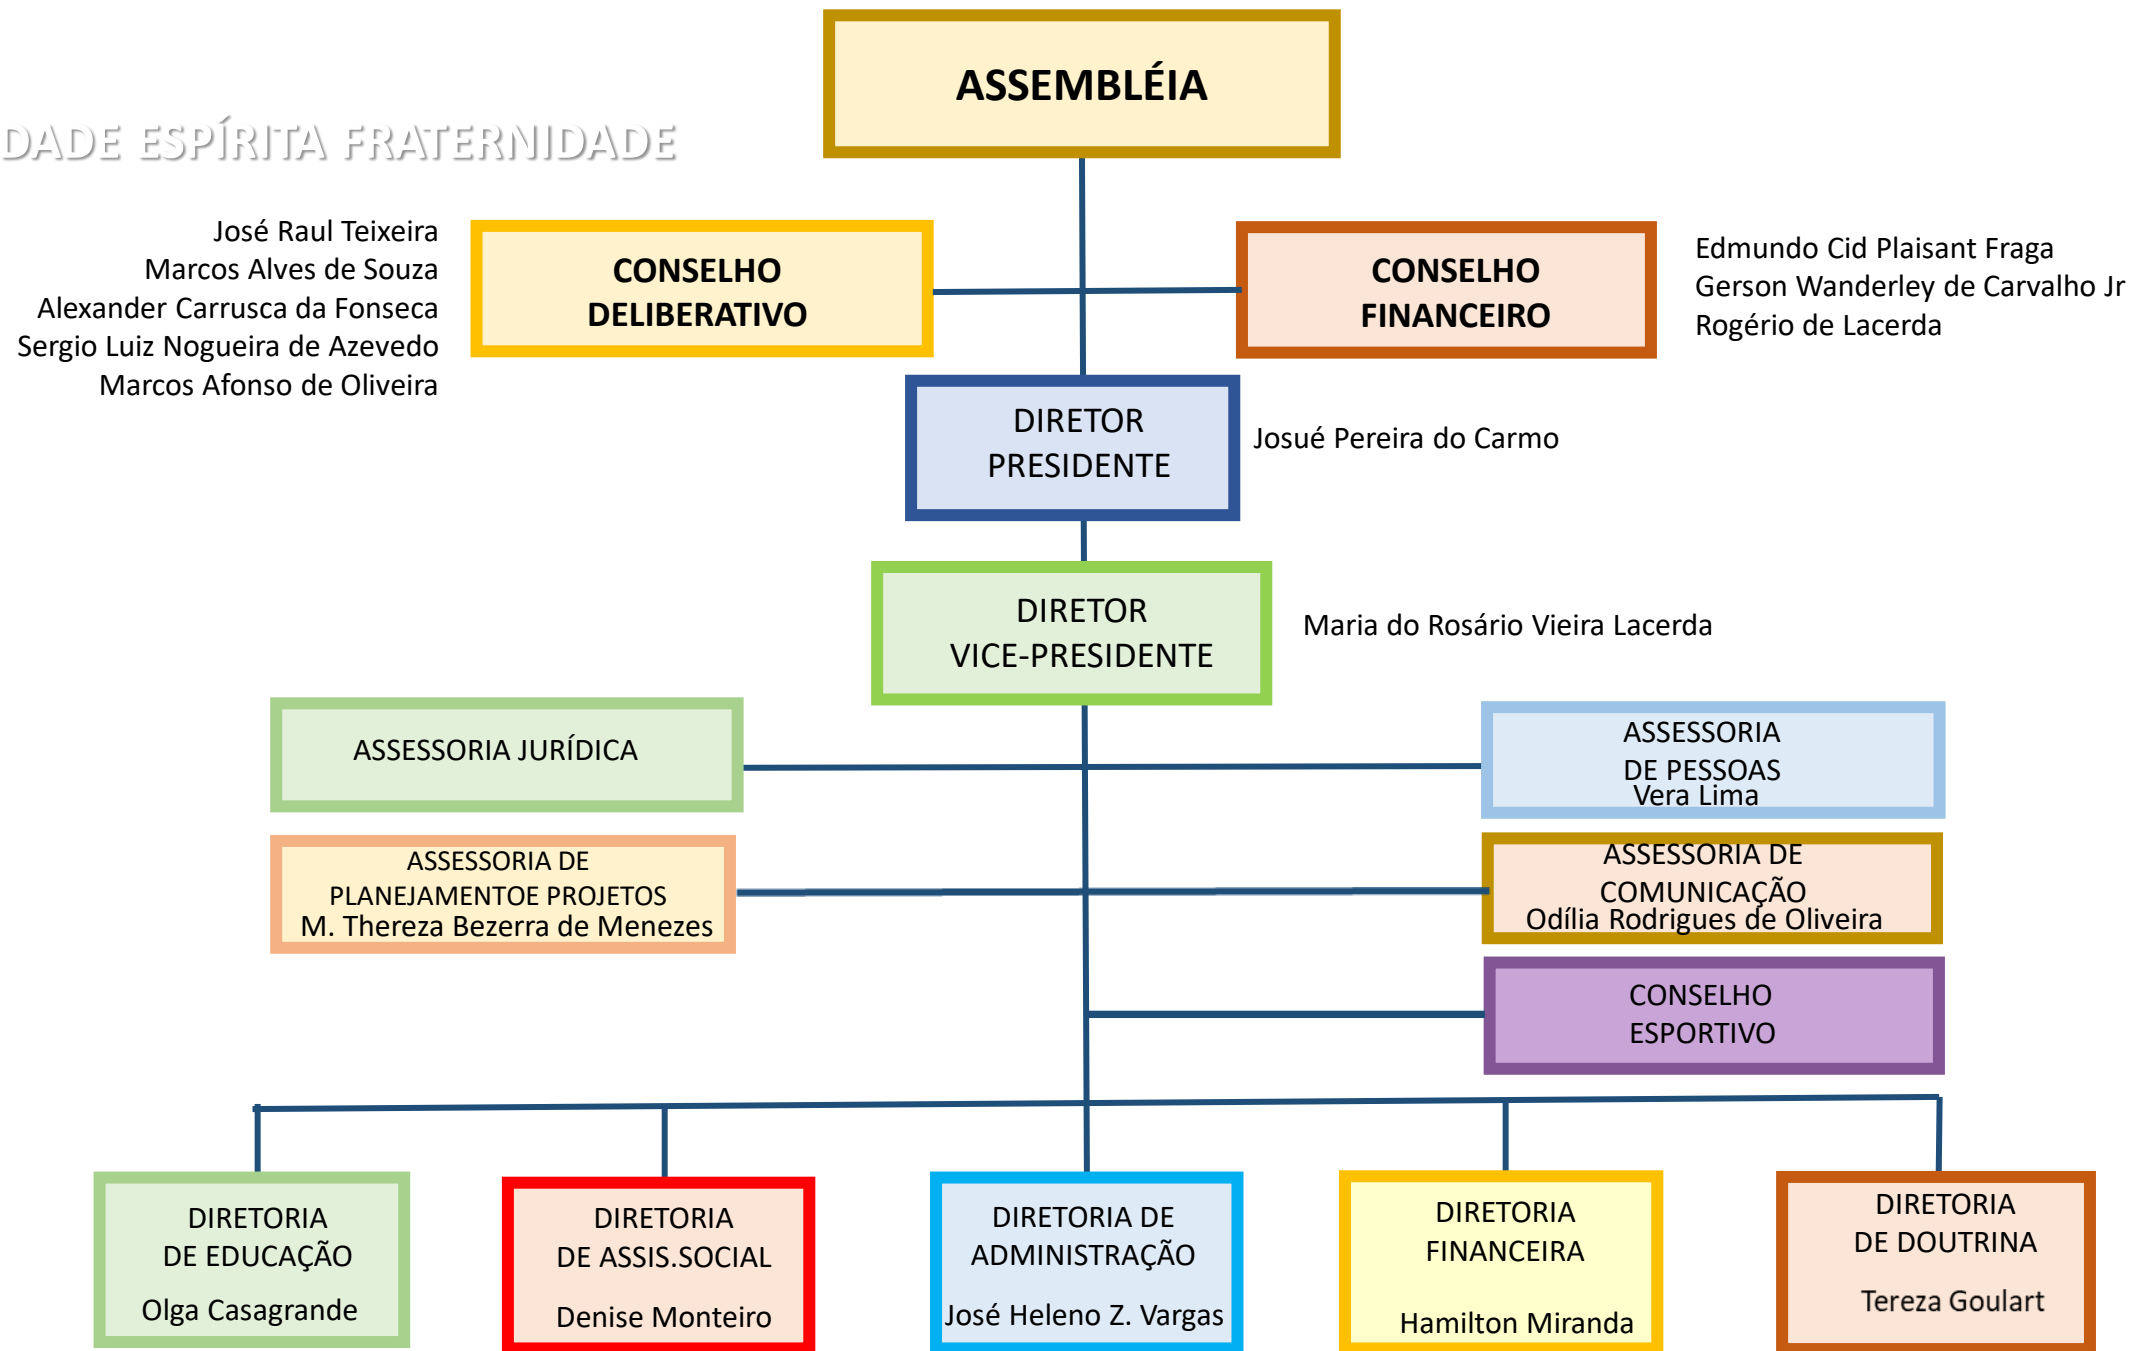 ASSEMBLÉIA
DADE ESPÍRITA FRATERNIDADE
José Raul Teixeira
Marcos Alves de Souza
Alexander Carrusca da Fonseca
Sergio Luiz Nogueira de Azevedo
Marcos Afonso de Oliveira
CONSELHO
DELIBERATIVO
CONSELHO
FINANCEIRO
Edmundo Cid Plaisant Fraga
Gerson Wanderley de Carvalho Jr
Rogério de Lacerda
DIRETOR
PRESIDENTE
Josué Pereira do Carmo
DIRETOR
VICE-PRESIDENTE
Maria do Rosário Vieira Lacerda
ASSESSORIA JURÍDICA
ASSESSORIA
DE PESSOAS
Vera Lima
ASSESSORIA DE
PLANEJAMENTOE PROJETOS
M. Thereza Bezerra de Menezes
ASSESSORIA DE
COMUNICAÇÃO
Odília Rodrigues de Oliveira
CONSELHO
ESPORTIVO
DIRETORIA
DE EDUCAÇÃO
Olga Casagrande
DIRETORIA
DE ASSIS.SOCIAL
Denise Monteiro
DIRETORIA DE
ADMINISTRAÇÃO
José Heleno Z. Vargas
DIRETORIA
FINANCEIRA
Hamilton Miranda
DIRETORIA
DE DOUTRINA
Tereza Goulart